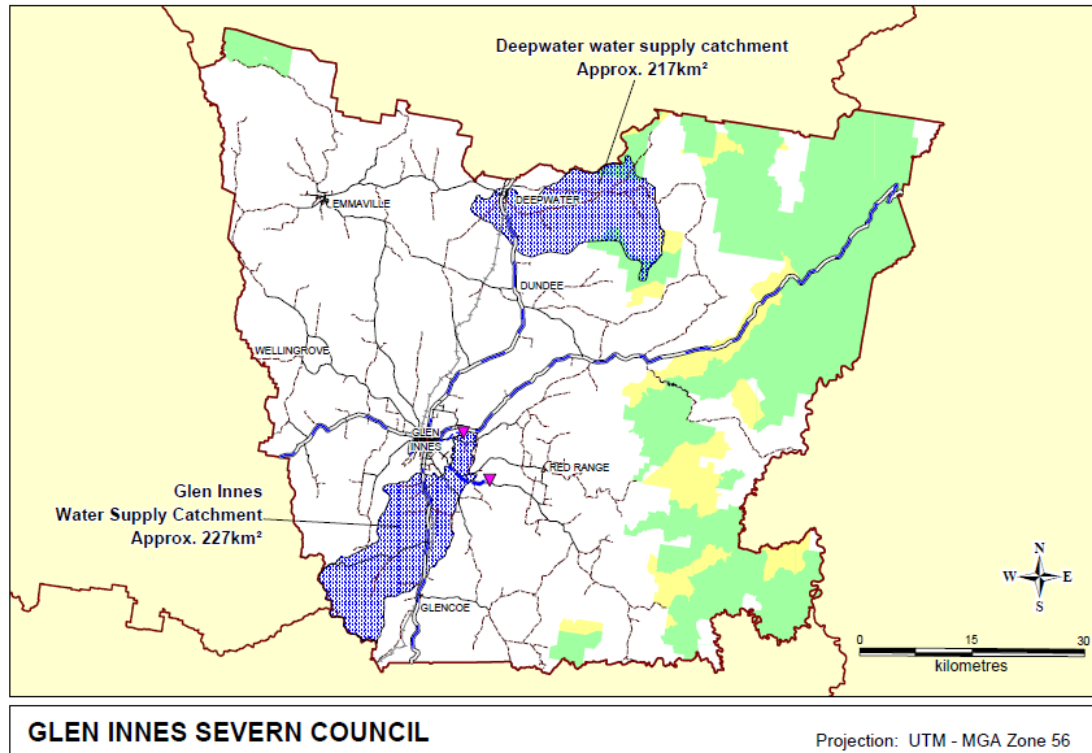 Deepwater water supply catchment
Approx. 217km²
EMMAVILLE
DEEPWATER
DUNDEE
WELLINGROVE
GLEN
INNES
RED RANGE
Glen Innes
Water Supply Catchment
Approx. 227km²
GLENCOE
N
W E
S
0 15 30
kilometres
GLEN INNES SEVERN COUNCIL
Projection: UTM - MGA Zone 56